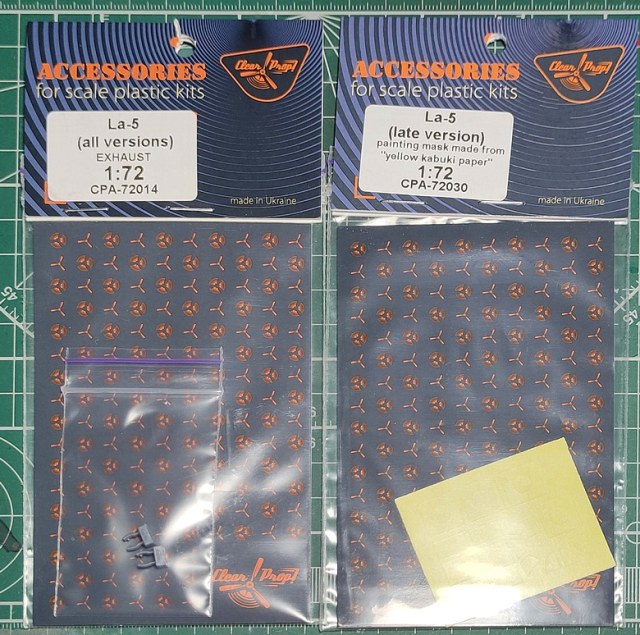 ACCESSORIES
for scale plastic kits
Clear Prop!
La-5
(all versions)
EXHAUST
1:72
CPA-72014
made in Ukraine
Clear Prop!
ACCESSORIES
for scale plastic kits
Clear Prop!
La-5
(late version)
painting mask made from
"yellow kabuki paper"
1:72
CPA-72030
made in Ukraine
Prop!
45